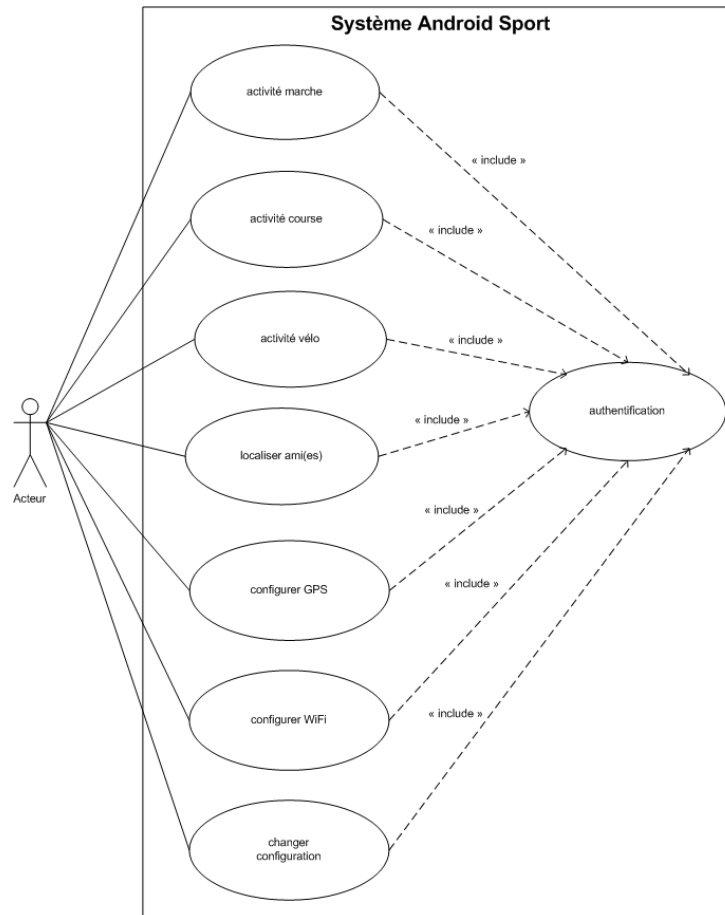 Système Android Sport
activité marche
« include »
activité course
« include »
activité vélo
« include »
authentification
« include »
localiser ami(es)
Acteur
« include »
configurer GPS
« include »
configurer WiFi
« include »
changer
configuration